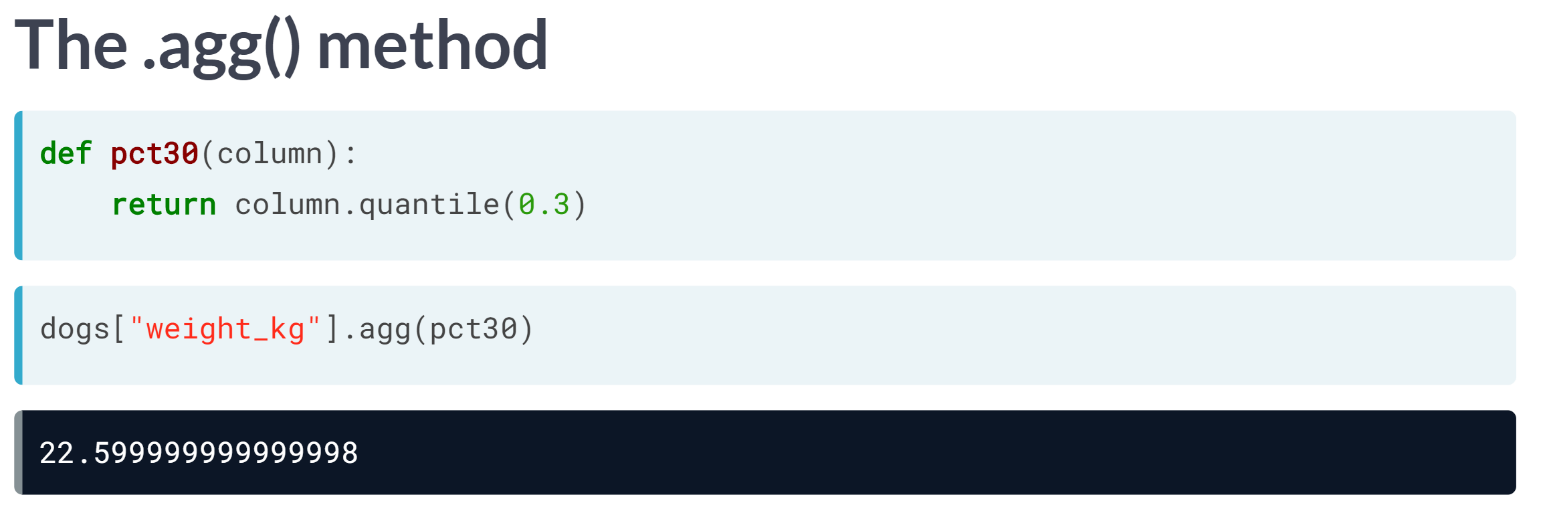 The .agg() method
def pct30(column):
    return column.quantile(0.3)
dogs["weight_kg"].agg(pct30)
22.599999999999998